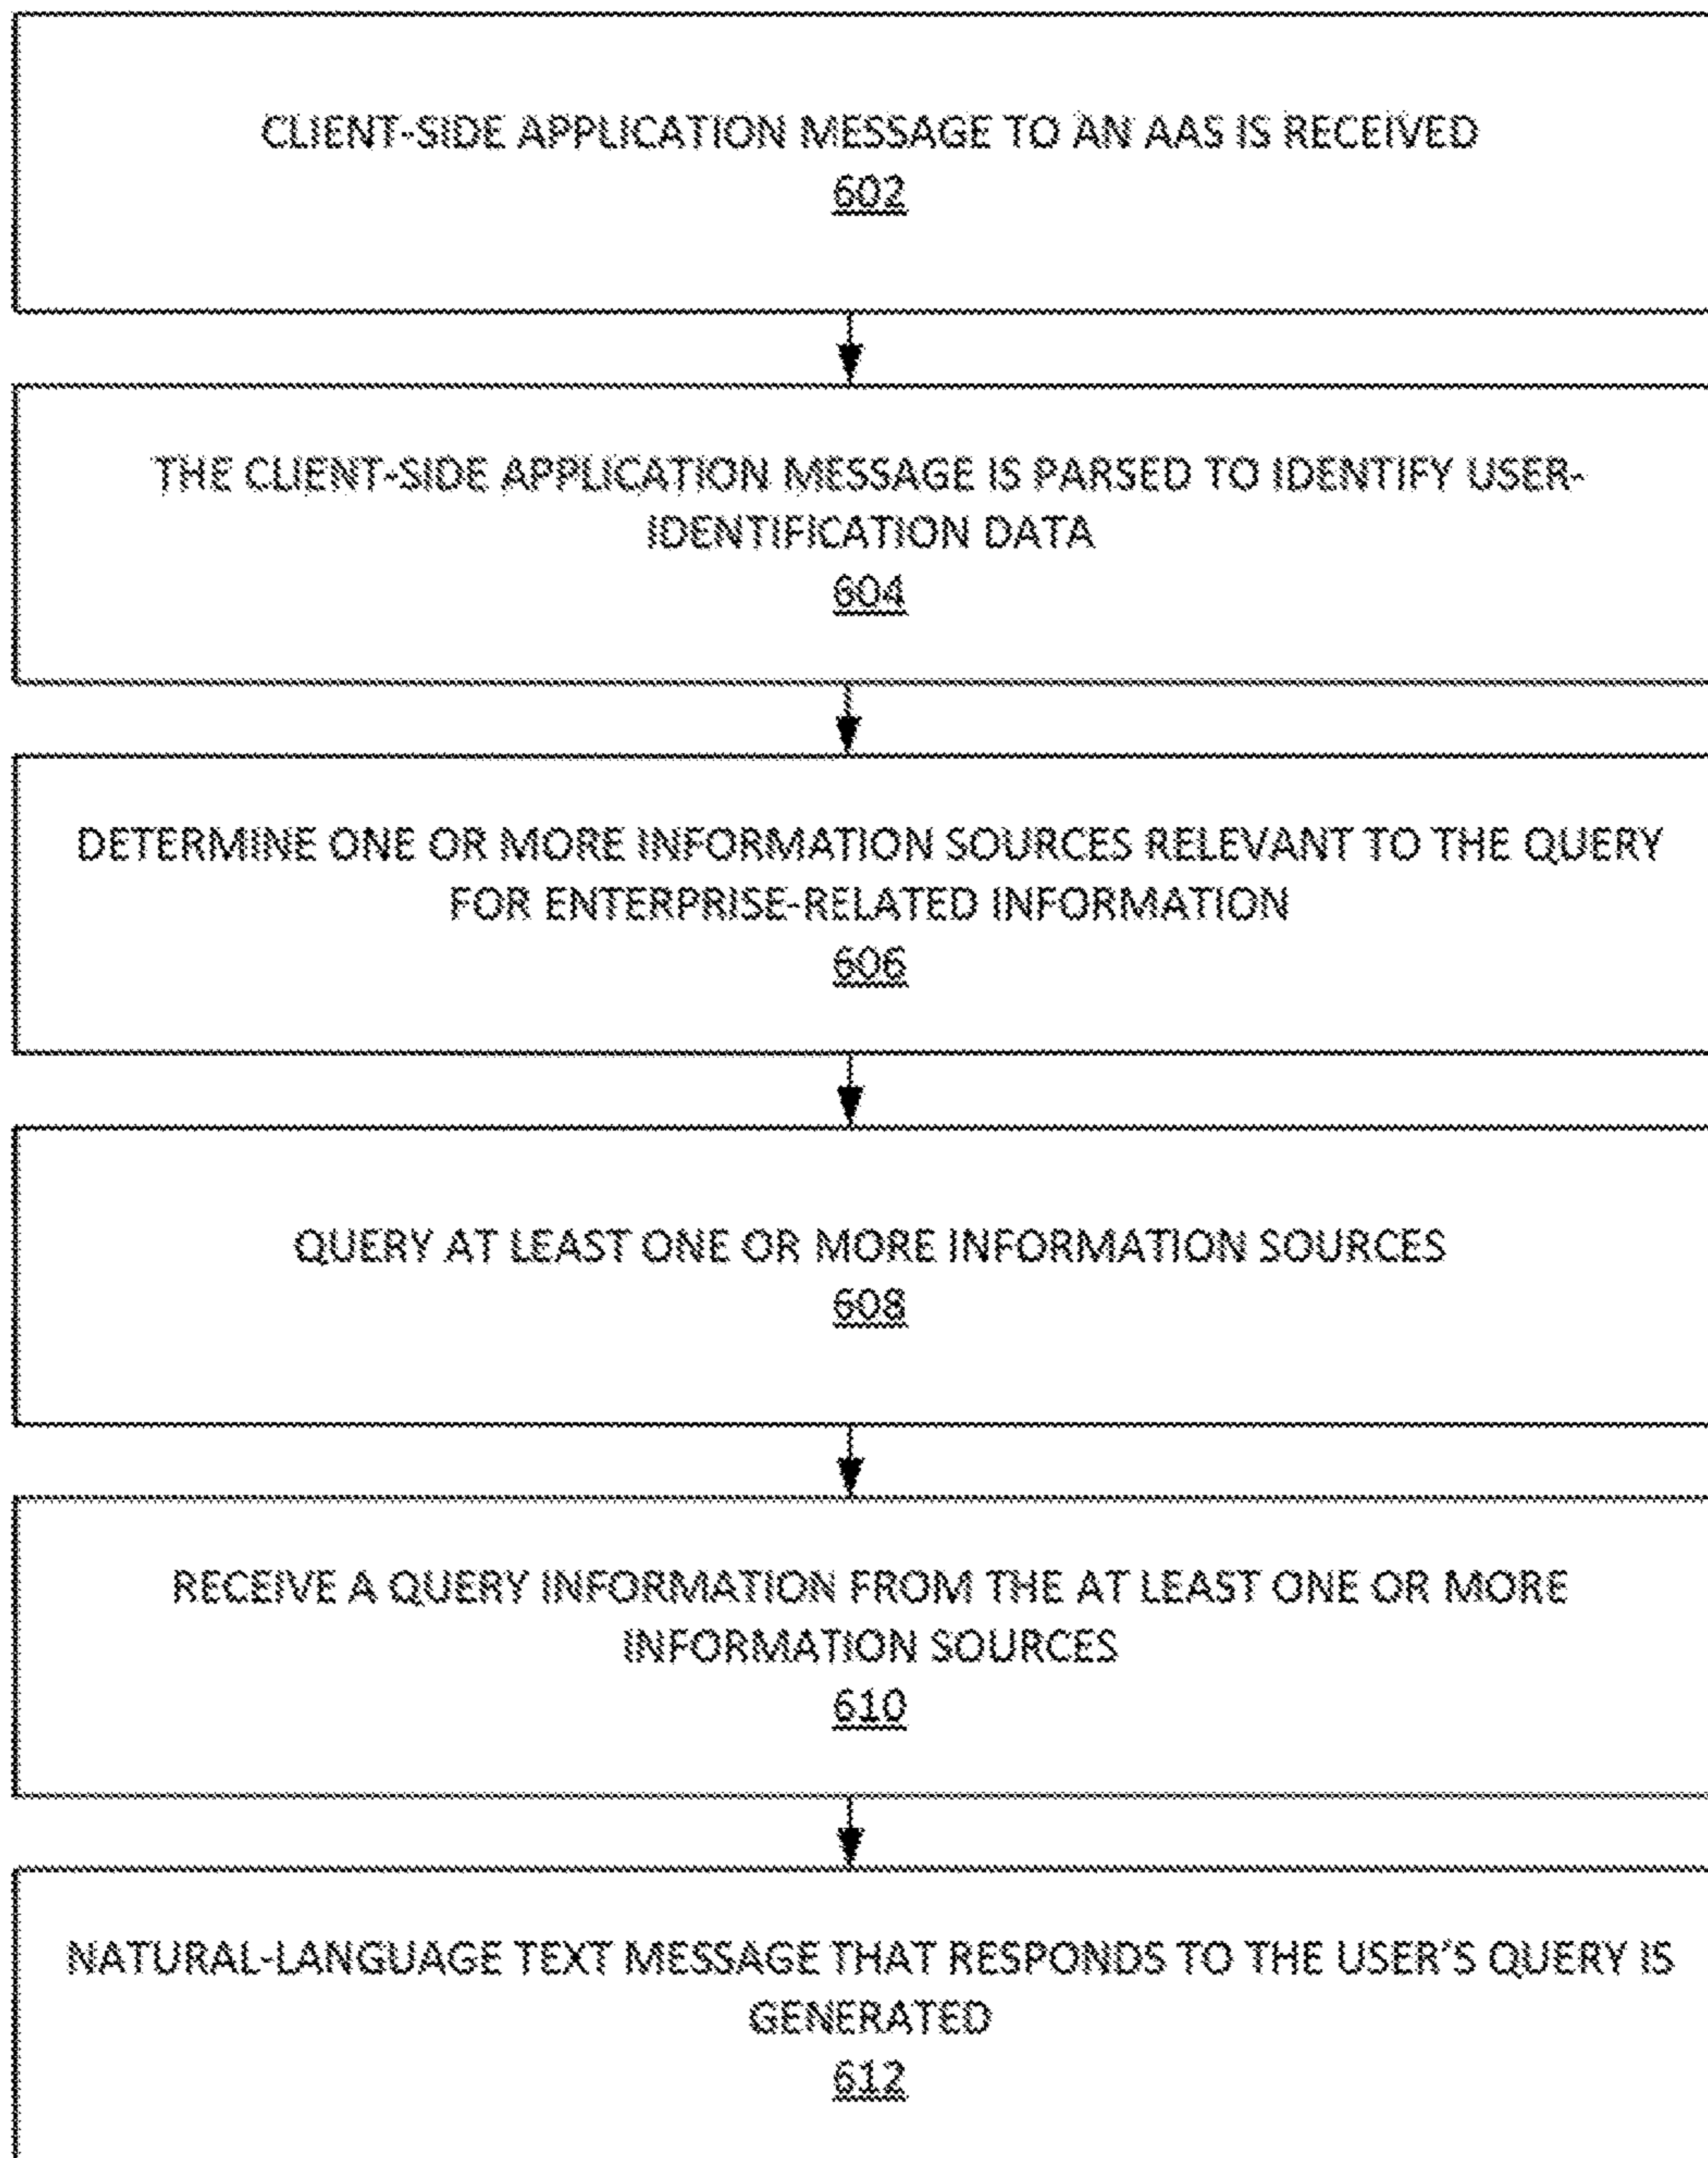 CLIENT-SIDE APPLICATION MESSAGE TO AN AAS IS RECEIVED
602
THE CLIENT-SIDE APPLICATION MESSAGE IS PARSED TO IDENTIFY USER-
IDENTIFICATION DATA
604
DETERMINE ONE OR MORE INFORMATION SOURCES RELEVANT TO THE QUERY
FOR ENTERPRISE-RELATED INFORMATION
606
QUERY AT LEAST ONE OR MORE INFORMATION SOURCES
608
RECEIVE A QUERY INFORMATION FROM THE AT LEAST ONE OR MORE
INFORMATION SOURCES
610
NATURAL-LANGUAGE TEXT MESSAGE THAT RESPONDS TO THE USER'S QUERY IS
GENERATED
612